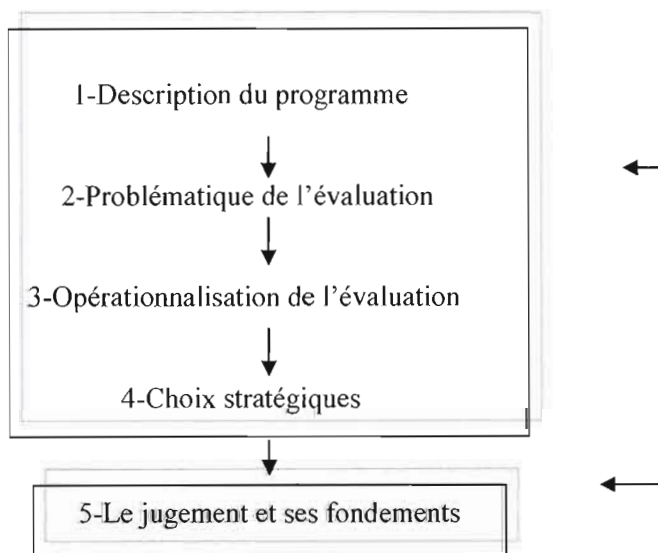 1-Description du programme
2-Problématique de l'évaluation
3-Opérationnalisation de l'évaluation
4-Choix stratégiques
5-Le jugement et ses fondements